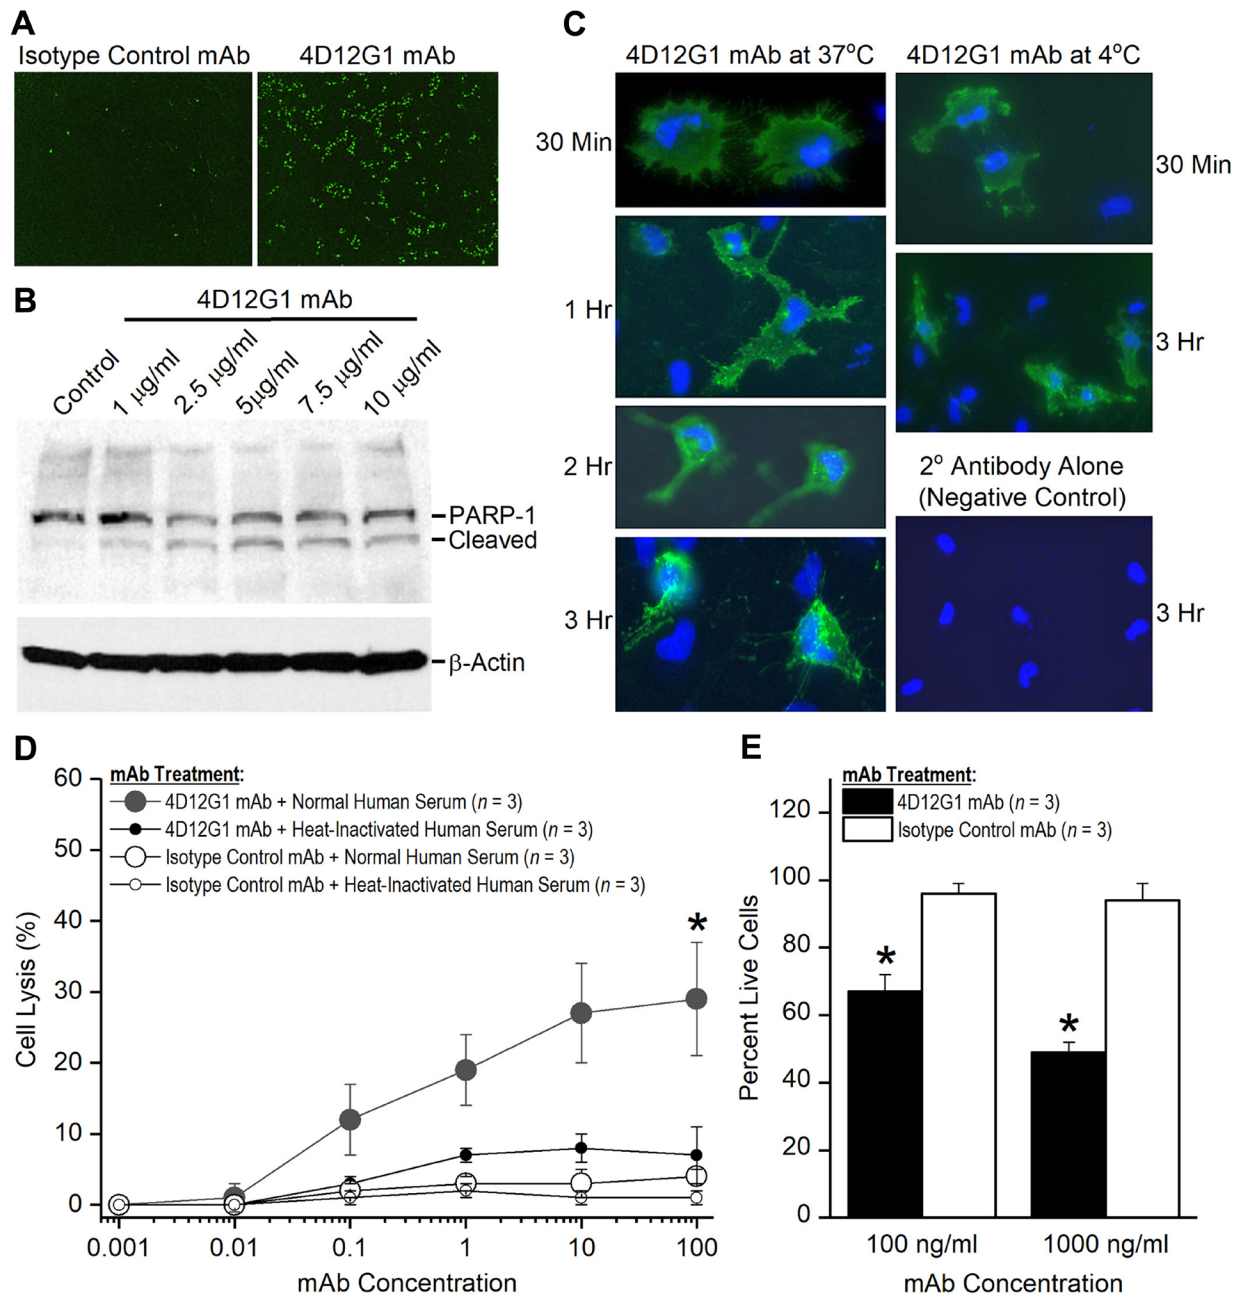 A
Isotype Control mAb
4D12G1 mAb
B
4D12G1 mAb
Control
1 µg/ml
2.5 µg/ml
5µg/ml
7.5 µg/ml
10 µg/ml
PARP-1
Cleaved
β-Actin
C
4D12G1 mAb at 37°C
4D12G1 mAb at 4°C
30 Min
1 Hr
2 Hr
3 Hr
30 Min
3 Hr
2° Antibody Alone
(Negative Control)
3 Hr
D
mAb Treatment:
4D12G1 mAb + Normal Human Serum (n = 3)
4D12G1 mAb + Heat-Inactivated Human Serum (n = 3)
Isotype Control mAb + Normal Human Serum (n = 3)
Isotype Control mAb + Heat-Inactivated Human Serum (n = 3)
Cell Lysis (%)
60
50
40
30
20
10
0
*
0.001 0.01 0.1 1 10 100
mAb Concentration
E
mAb Treatment:
4D12G1 mAb (n = 3)
Isotype Control mAb (n = 3)
Percent Live Cells
120
100
80
60
40
20
0
*
*
100 ng/ml 1000 ng/ml
mAb Concentration